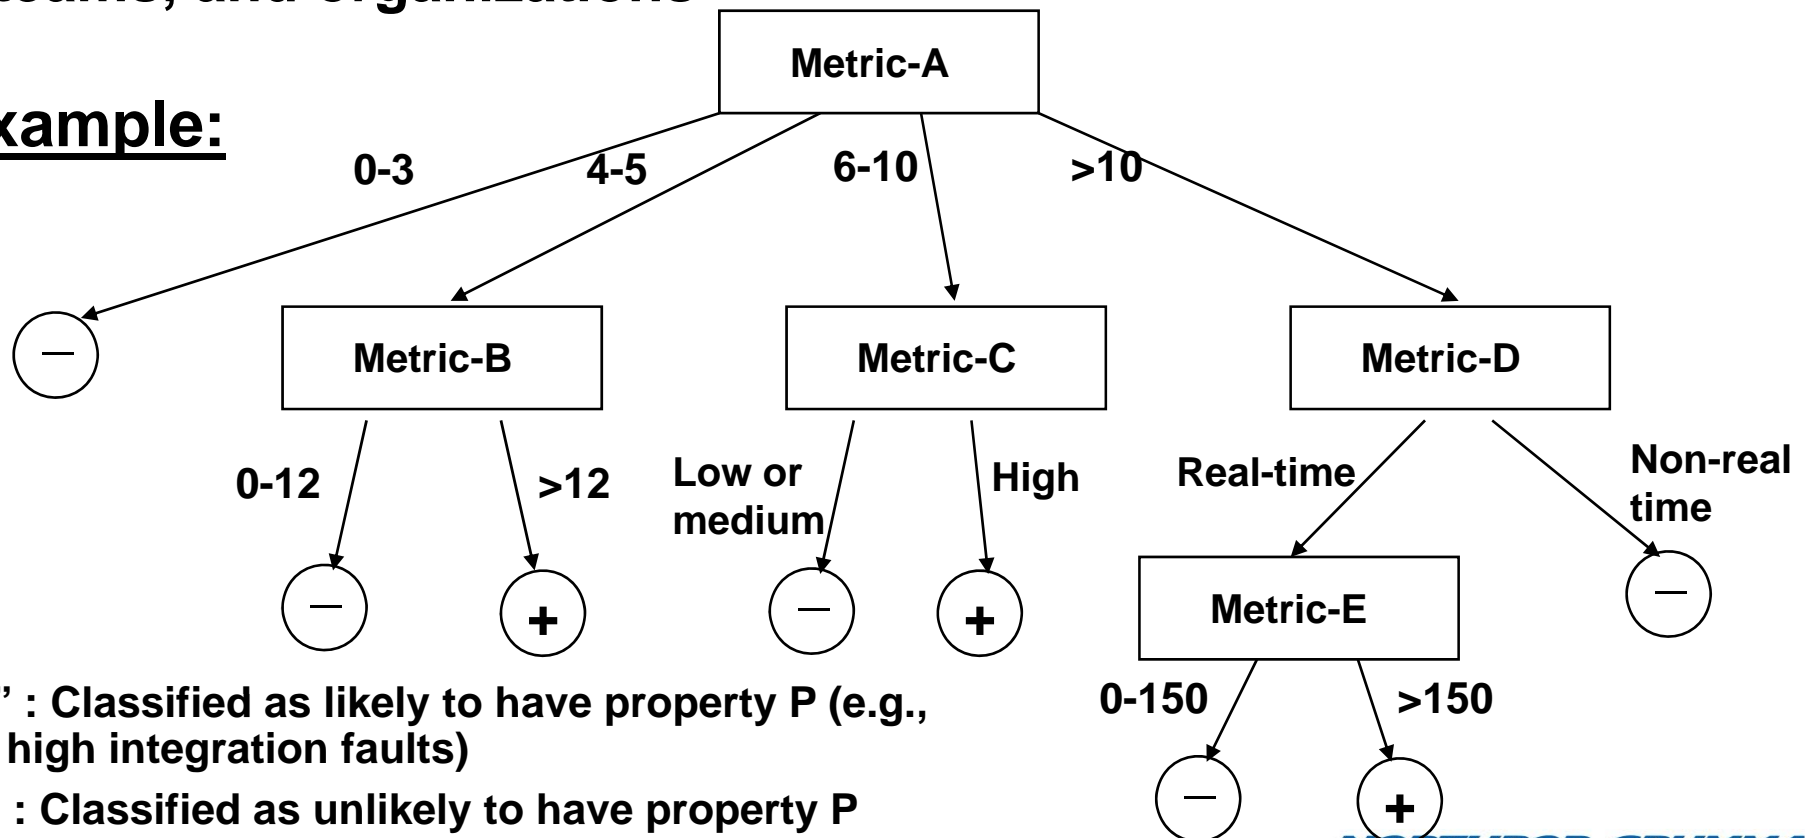 teams, and organizations
Metric-A
xample:
0-3
4-5
6-10
>10
–
Metric-B
Metric-C
Metric-D
0-12
>12
Low or
medium
High
Real-time
Non-real
time
–
+
–
+
Metric-E
–
” : Classified as likely to have property P (e.g.,
high integration faults)
0-150
>150
: Classified as unlikely to have property P
–
+